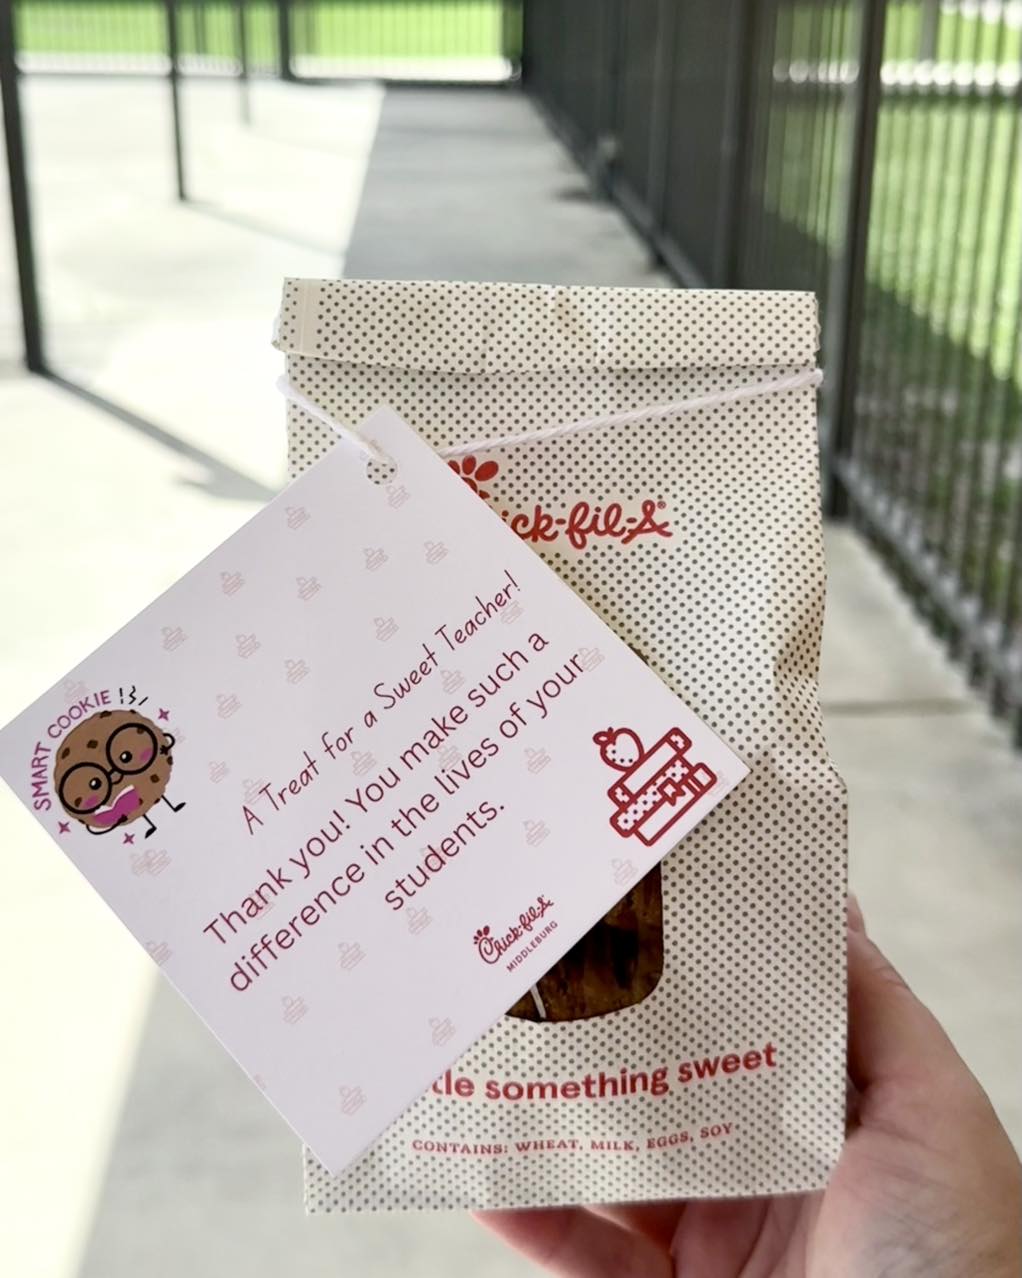 ick-fil-A®
SMART COOKIE
A Treat for a Sweet Teacher!
Thank you! You make such a
difference in the lives of your
students.
Chick-fil-A
MIDDLEBURG
tle something sweet
CONTAINS: WHEAT, MILK, EGGS, SOY